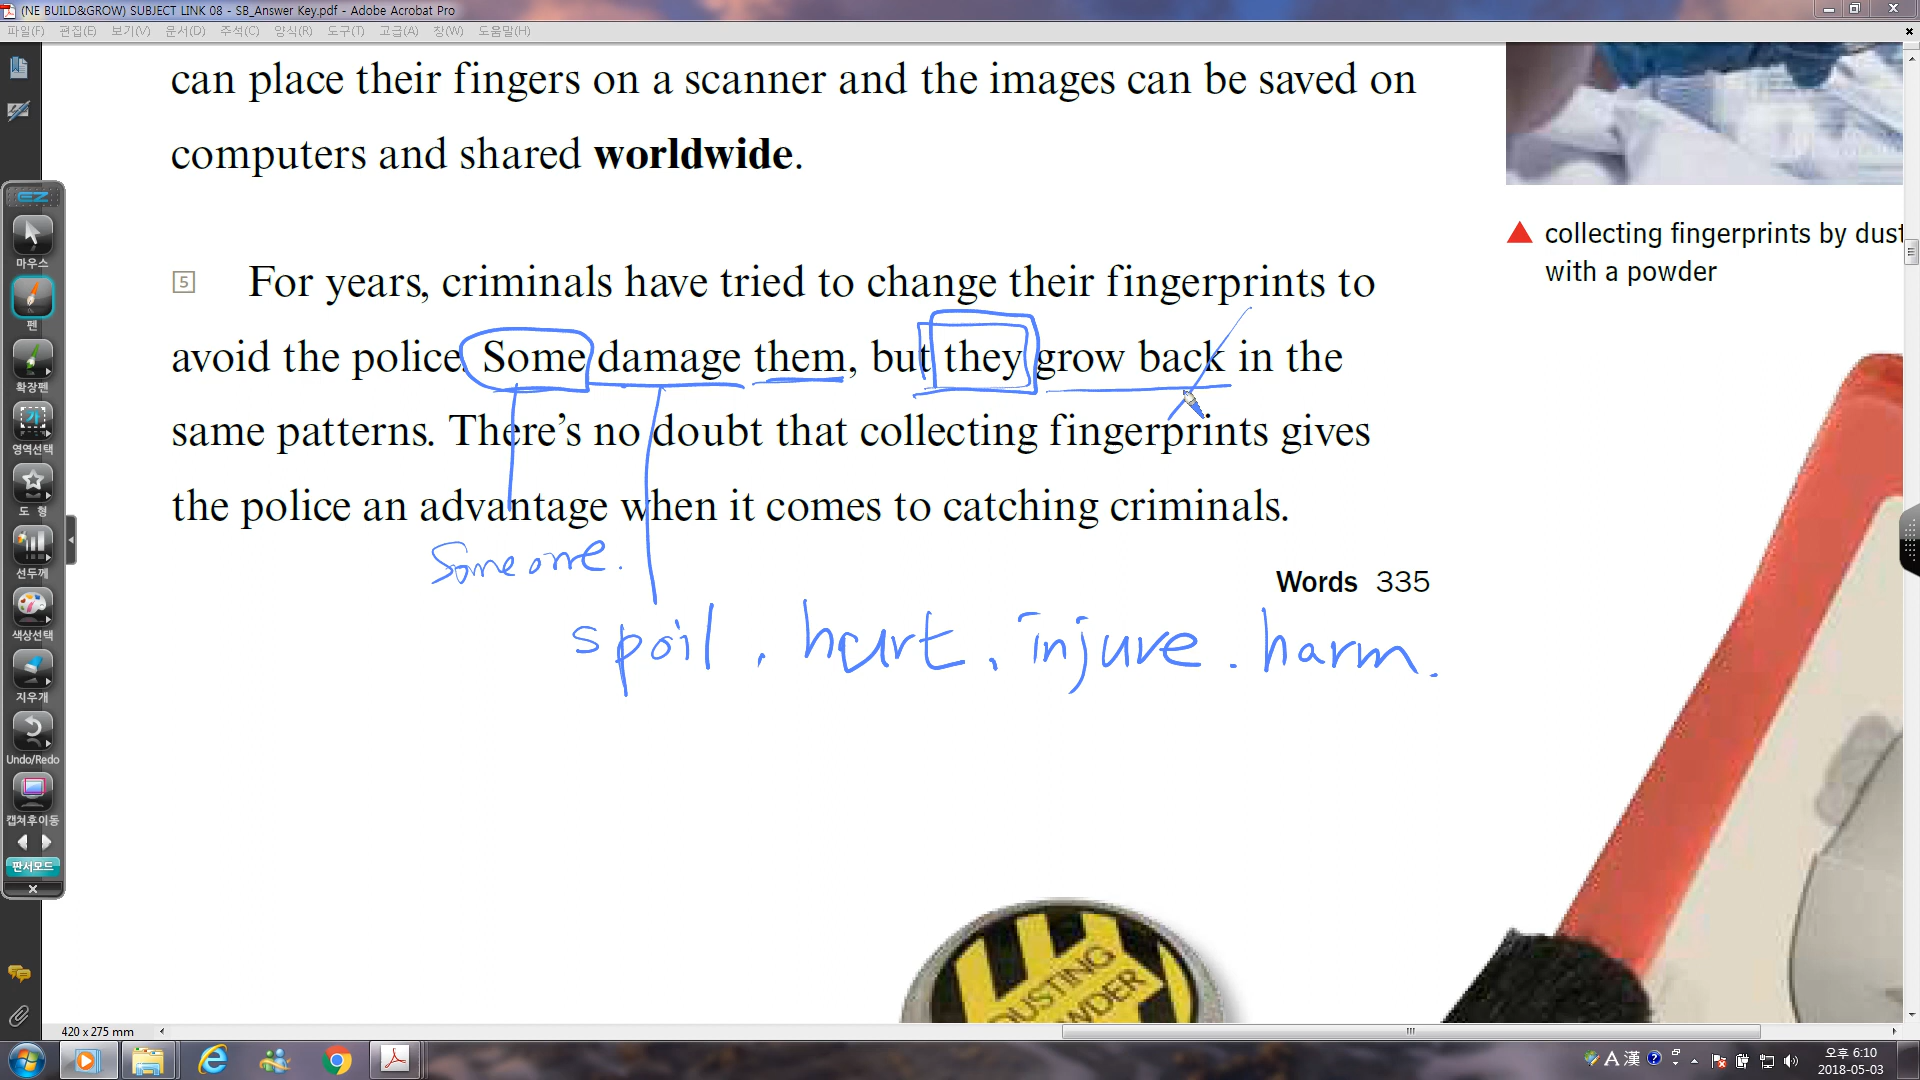 (NE BUILD&GROW) SUBJECT LINK 08 - SB_Answer Key.pdf - Adobe Acrobat Pro
파일(F) 편집(E) 보기(V) 문서(D) 주석(C) 양식(R) 도구(T) 고급(A) 창(W) 도움말(H)
can place their fingers on a scanner and the images can be saved on
computers and shared worldwide.
▲ collecting fingerprints by dust
with a powder
5 For years, criminals have tried to change their fingerprints to
avoid the police. Some damage them, but they grow back in the
same patterns. There's no doubt that collecting fingerprints gives
the police an advantage when it comes to catching criminals.
Someone.
Words 335
spoil, hurt, injure. harm.
DUSTING
WDER
EZ
마우스
펜
확장펜
영역선택
도 형
선두께
색상선택
지우개
Undo/Redo
캡쳐후이동
판서모드
420 x 275 mm
A 漢
오후 6:10
2018-05-03